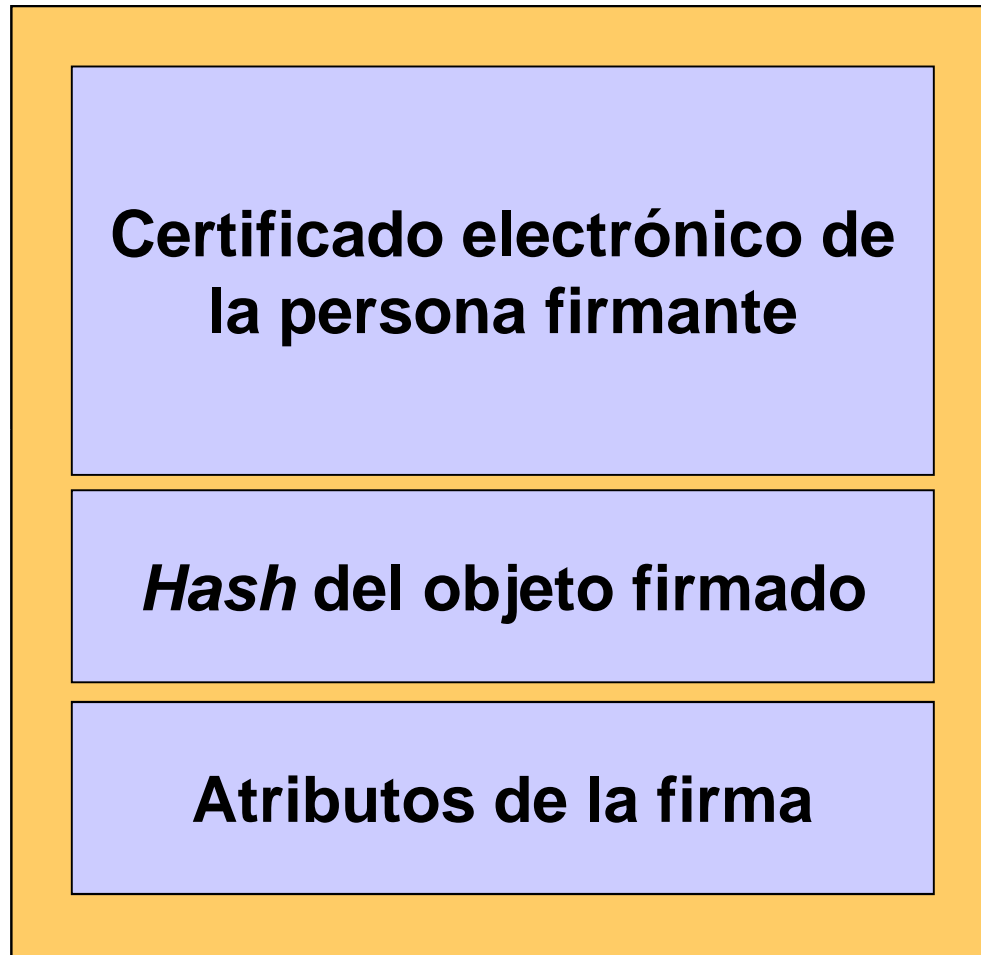 Certificado electrónico de
la persona firmante
Hash del objeto firmado
Atributos de la firma